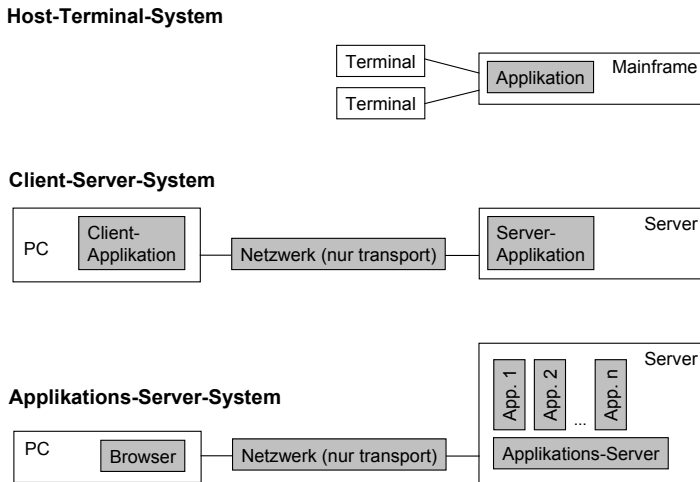 Host-Terminal-System
Terminal
Terminal
Applikation
Mainframe
Client-Server-System
PC
Client-
Applikation
Netzwerk (nur transport)
Server-
Applikation
Server
Applikations-Server-System
PC
Browser
Netzwerk (nur transport)
App. 1
App. 2
...
App. n
Server
Applikations-Server